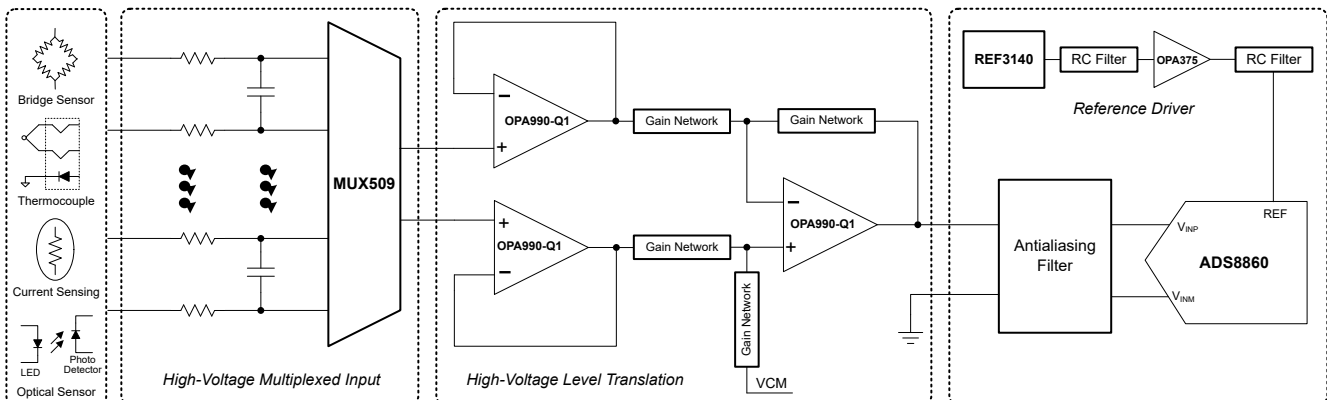 Bridge Sensor
Thermocouple
Current Sensing
LED
Photo
Detector
Optical Sensor
MUX509
High-Voltage Multiplexed Input
OPA990-Q1
+
Gain Network
Gain Network
OPA990-Q1
+
OPA990-Q1
+
Gain Network
Gain Network
VCM
High-Voltage Level Translation
REF3140
RC Filter
OPA375
RC Filter
Reference Driver
Antialiasing
Filter
REF
VINP
ADS8860
VINM